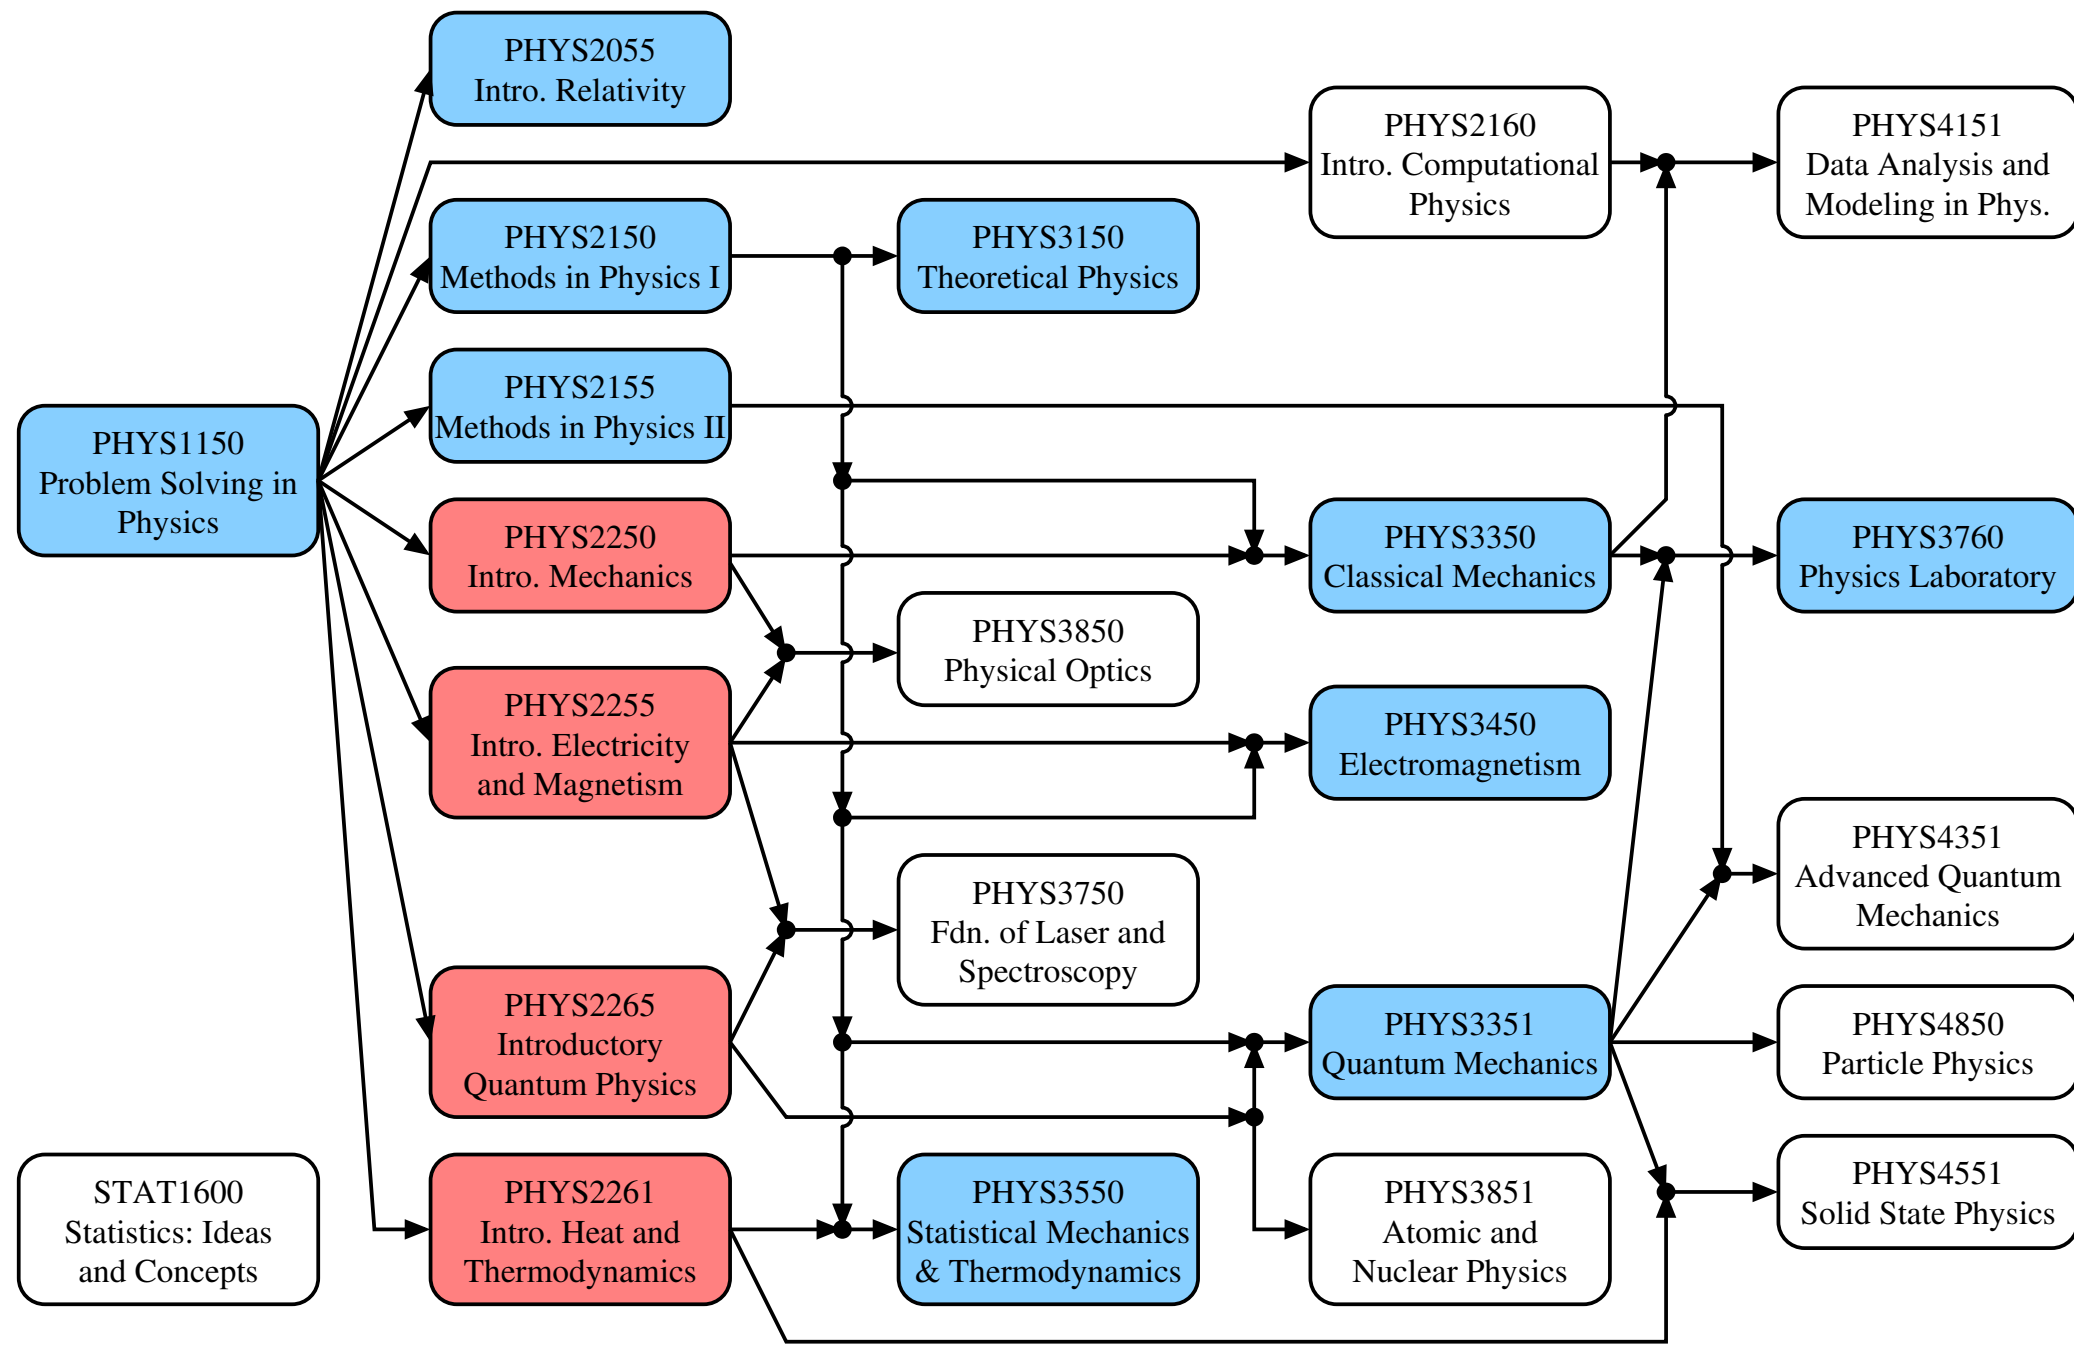 PHYS2055
Intro. Relativity
PHYS2160
Intro. Computational
Physics
PHYS4151
Data Analysis and
Modeling in Phys.
PHYS2150
Methods in Physics I
PHYS3150
Theoretical Physics
PHYS2155
Methods in Physics II
PHYS1150
Problem Solving in
Physics
PHYS2250
Intro. Mechanics
PHYS3350
Classical Mechanics
PHYS3760
Physics Laboratory
PHYS3850
Physical Optics
PHYS2255
Intro. Electricity
and Magnetism
PHYS3450
Electromagnetism
PHYS4351
Advanced Quantum
Mechanics
PHYS3750
Fdn. of Laser and
Spectroscopy
PHYS2265
Introductory
Quantum Physics
PHYS3351
Quantum Mechanics
PHYS4850
Particle Physics
STAT1600
Statistics: Ideas
and Concepts
PHYS2261
Intro. Heat and
Thermodynamics
PHYS3550
Statistical Mechanics
& Thermodynamics
PHYS3851
Atomic and
Nuclear Physics
PHYS4551
Solid State Physics